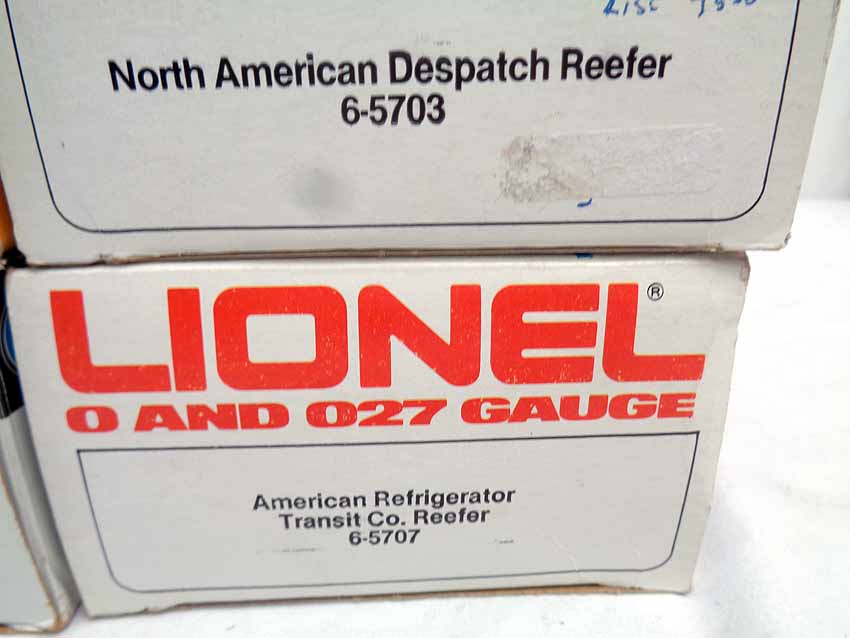 North American Despatch Reefer
6-5703
LIONEL®
O AND O27 GAUGE
American Refrigerator
Transit Co. Reefer
6-5707